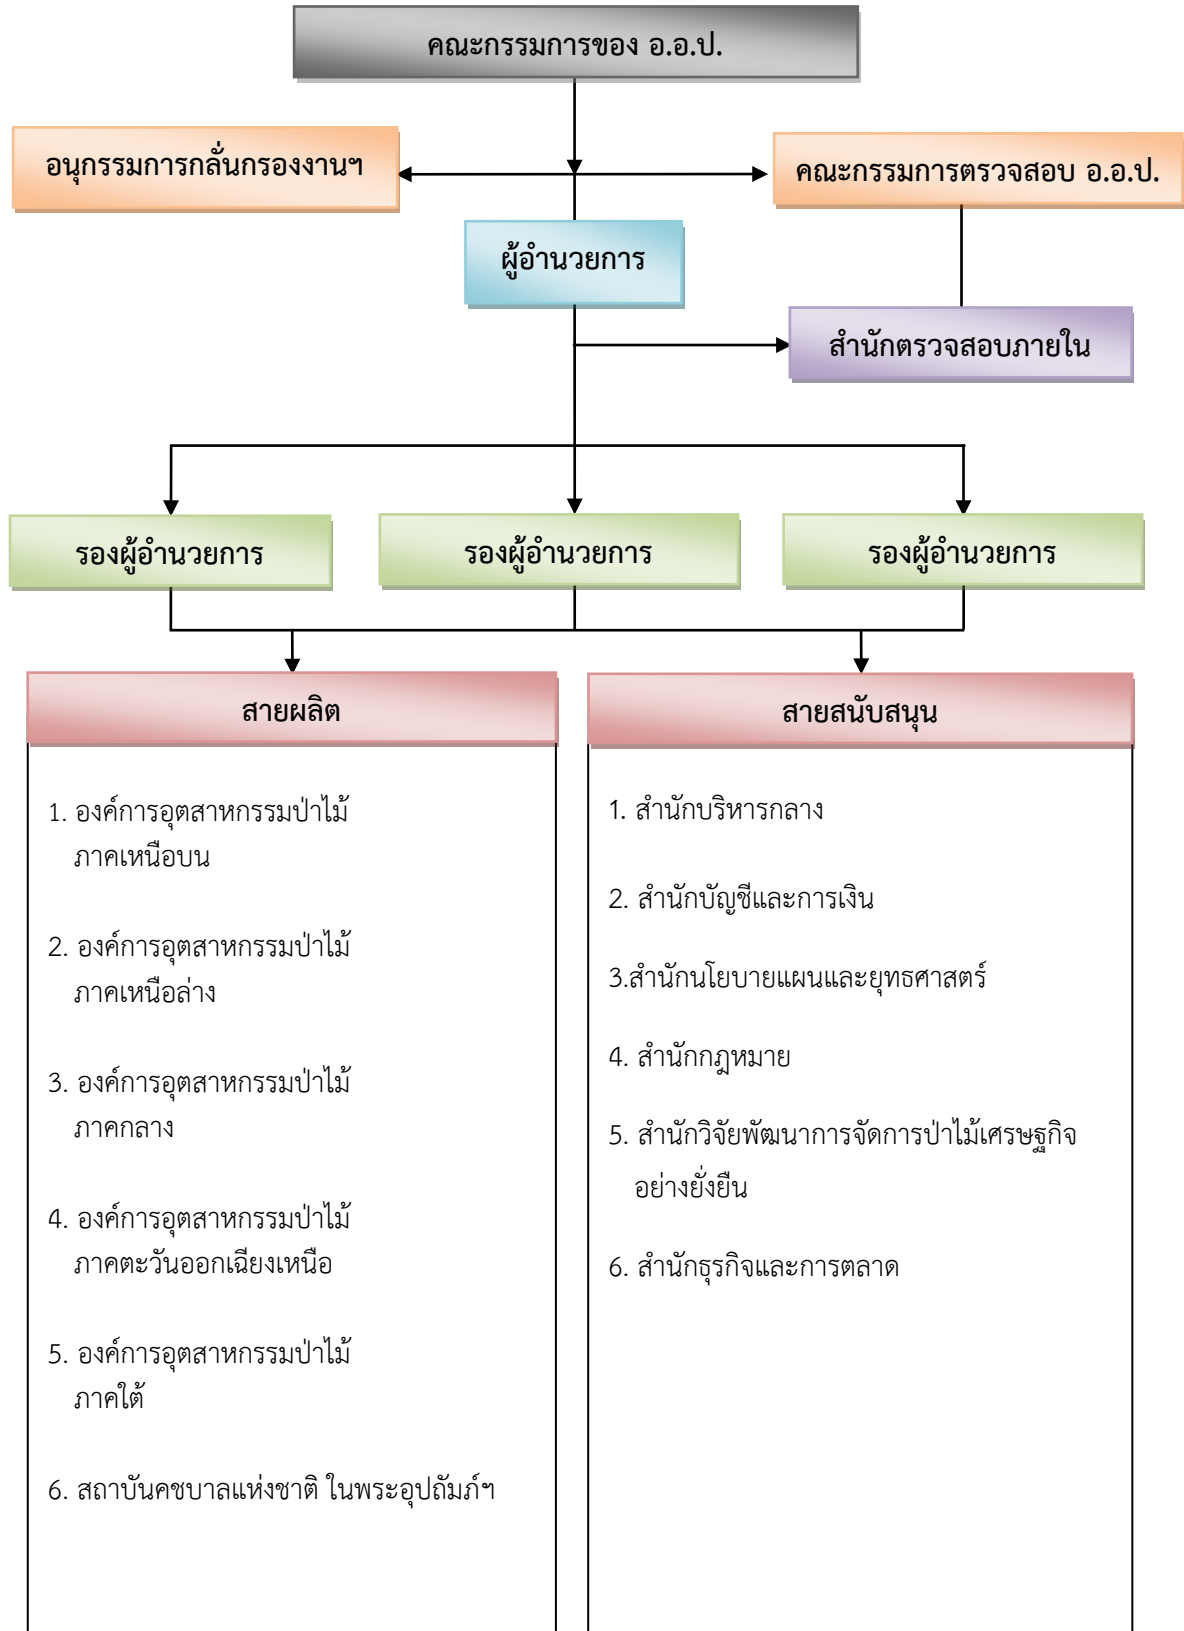 คณะกรรมการของ อ.อ.ป.
อนุกรรมการกลั่นกรองงานฯ
คณะกรรมการตรวจสอบ อ.อ.ป.
ผู้อำนวยการ
สำนักตรวจสอบภายใน
รองผู้อำนวยการ
รองผู้อำนวยการ
รองผู้อำนวยการ
สายผลิต
1. องค์การอุตสาหกรรมป่าไม้
ภาคเหนือบน
2. องค์การอุตสาหกรรมป่าไม้
ภาคเหนือล่าง
3. องค์การอุตสาหกรรมป่าไม้
ภาคกลาง
4. องค์การอุตสาหกรรมป่าไม้
ภาคตะวันออกเฉียงเหนือ
5. องค์การอุตสาหกรรมป่าไม้
ภาคใต้
6. สถาบันคชบาลแห่งชาติ ในพระอุปถัมภ์ฯ
สายสนับสนุน
1. สำนักบริหารกลาง
2. สำนักบัญชีและการเงิน
3.สำนักนโยบายแผนและยุทธศาสตร์
4. สำนักกฎหมาย
5. สำนักวิจัยพัฒนาการจัดการป่าไม้เศรษฐกิจ
อย่างยั่งยืน
6. สำนักธุรกิจและการตลาด